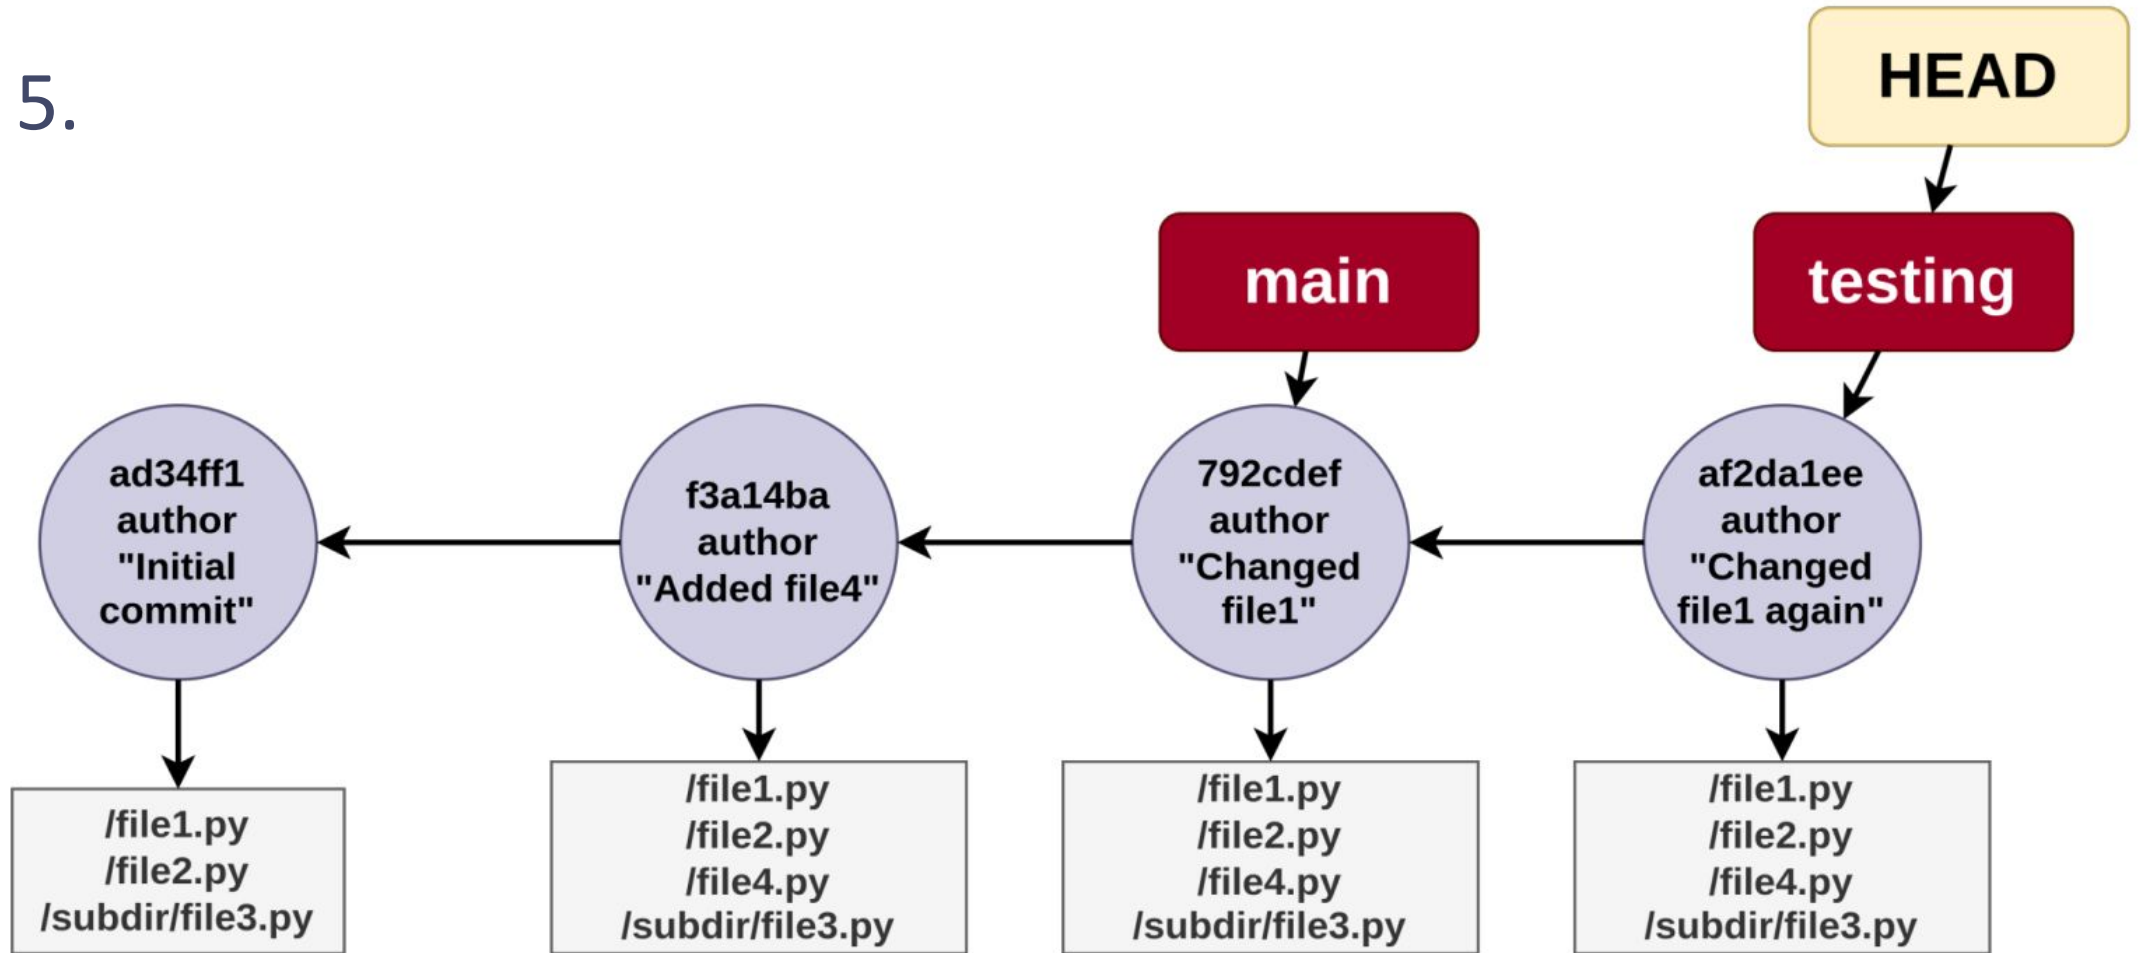 5.
HEAD
main
testing
ad34ff1
author
"Initial
commit"
f3a14ba
author
"Added file4"
792cdef
author
"Changed
file1"
af2da1ee
author
"Changed
file1 again"
/file1.py
/file2.py
/subdir/file3.py
/file1.py
/file2.py
/file4.py
/subdir/file3.py
/file1.py
/file2.py
/file4.py
/subdir/file3.py
/file1.py
/file2.py
/file4.py
/subdir/file3.py